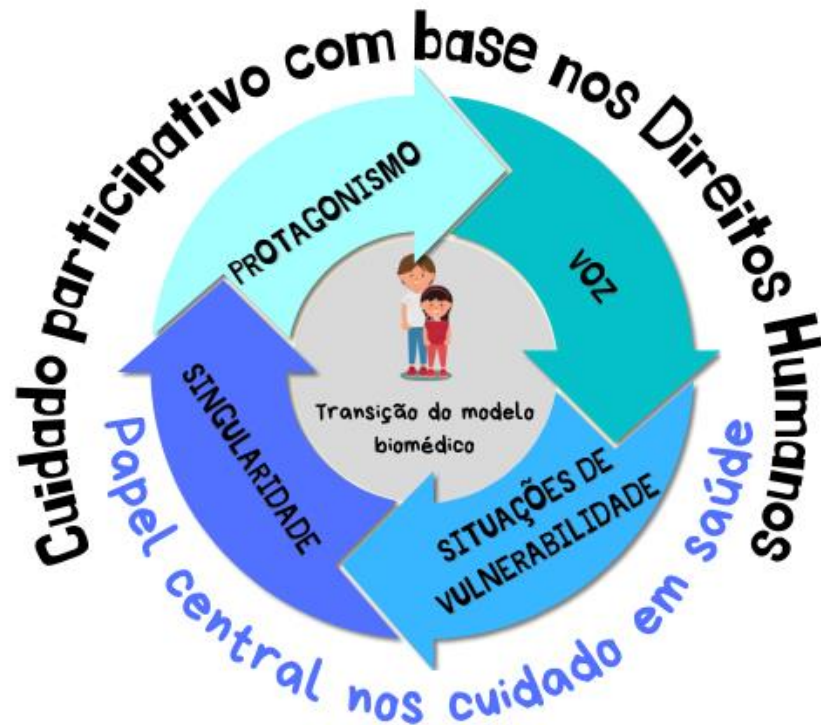 Cuidado participativo com base nos Direitos Humanos
PROTAGONISMO
VOZ
SITUAÇÕES DE
VULNERABILIDADE
SINGULARIDADE
Transição do modelo
biomédico
Papel central nos cuidado em saúde